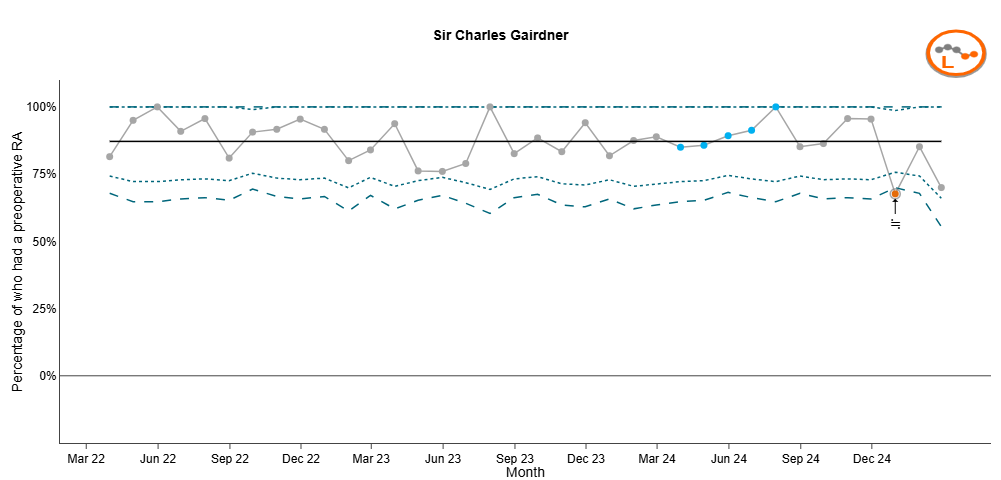 Sir Charles Gairdner
L
Percentage of who had a preoperative RA
100%
75%
50%
25%
0%
≒
Mar 22 Jun 22 Sep 22 Dec 22 Mar 23 Jun 23 Sep 23 Dec 23 Mar 24 Jun 24 Sep 24 Dec 24
Month